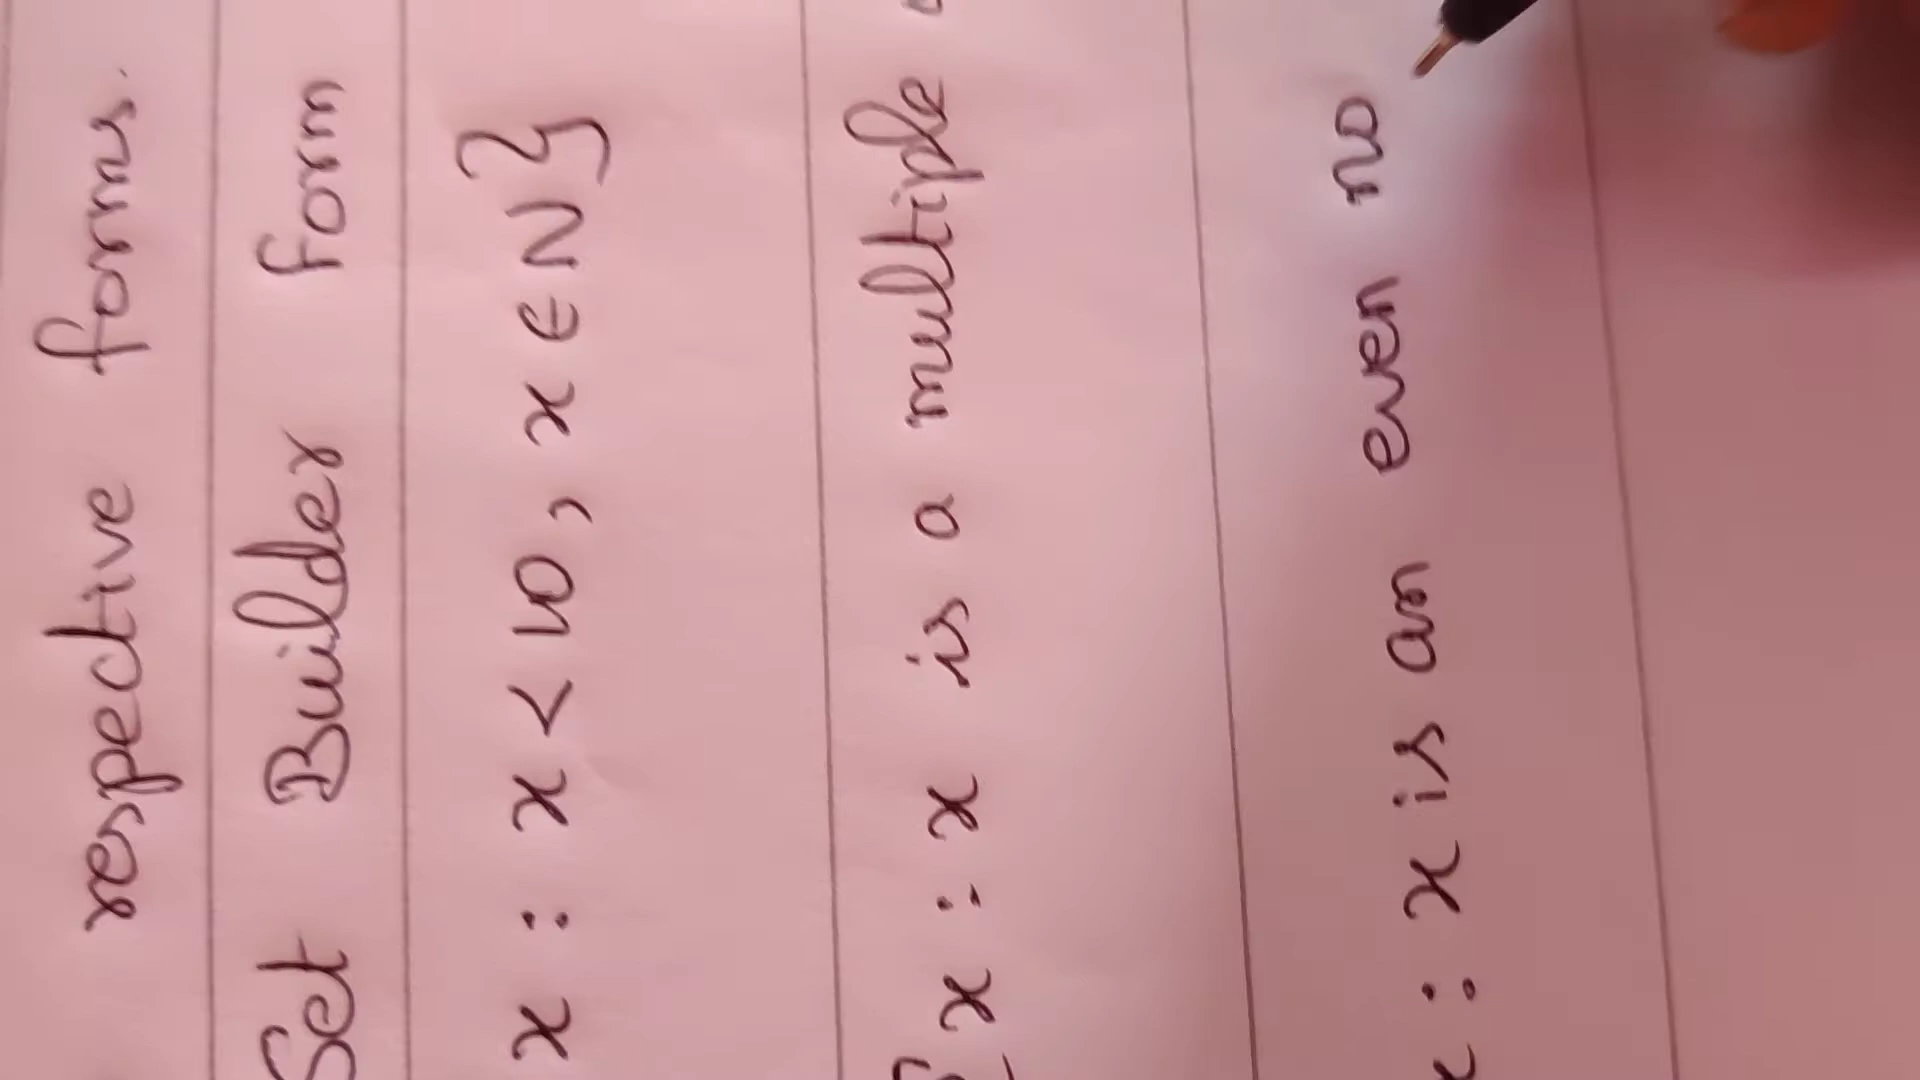 respective forms.
Set Builder form
x : x < 10, x ∈ N}
{x : x is a multiple
x : x is an even no